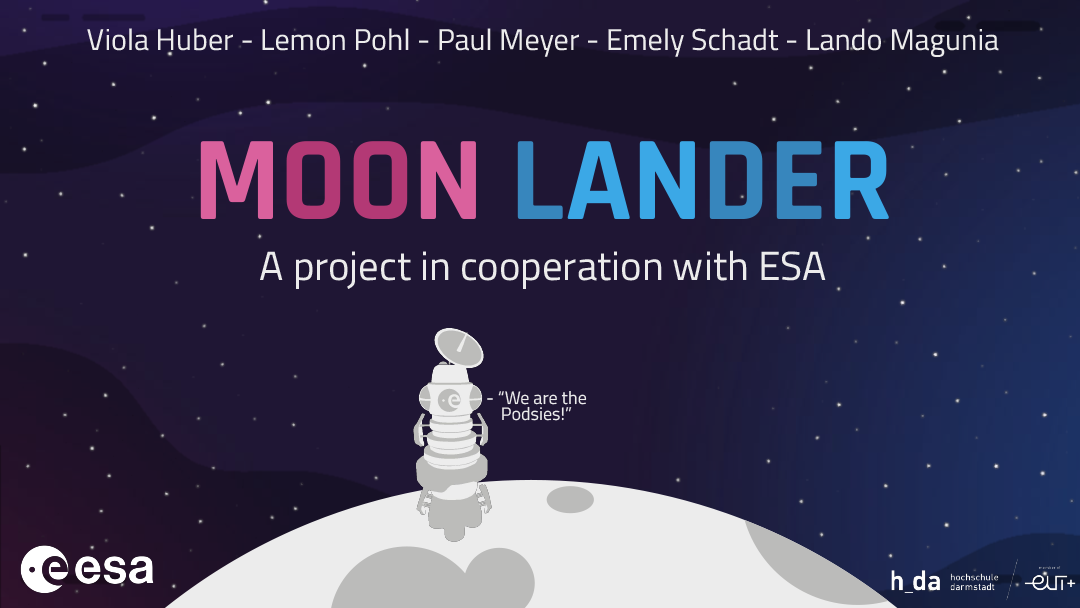 Viola Huber - Lemon Pohl - Paul Meyer - Emely Schadt - Lando Magunia
MOON LANDER
A project in cooperation with ESA
- “We are the
Podsies!”
esa
h_da
hochschule
darmstadt
EUT+